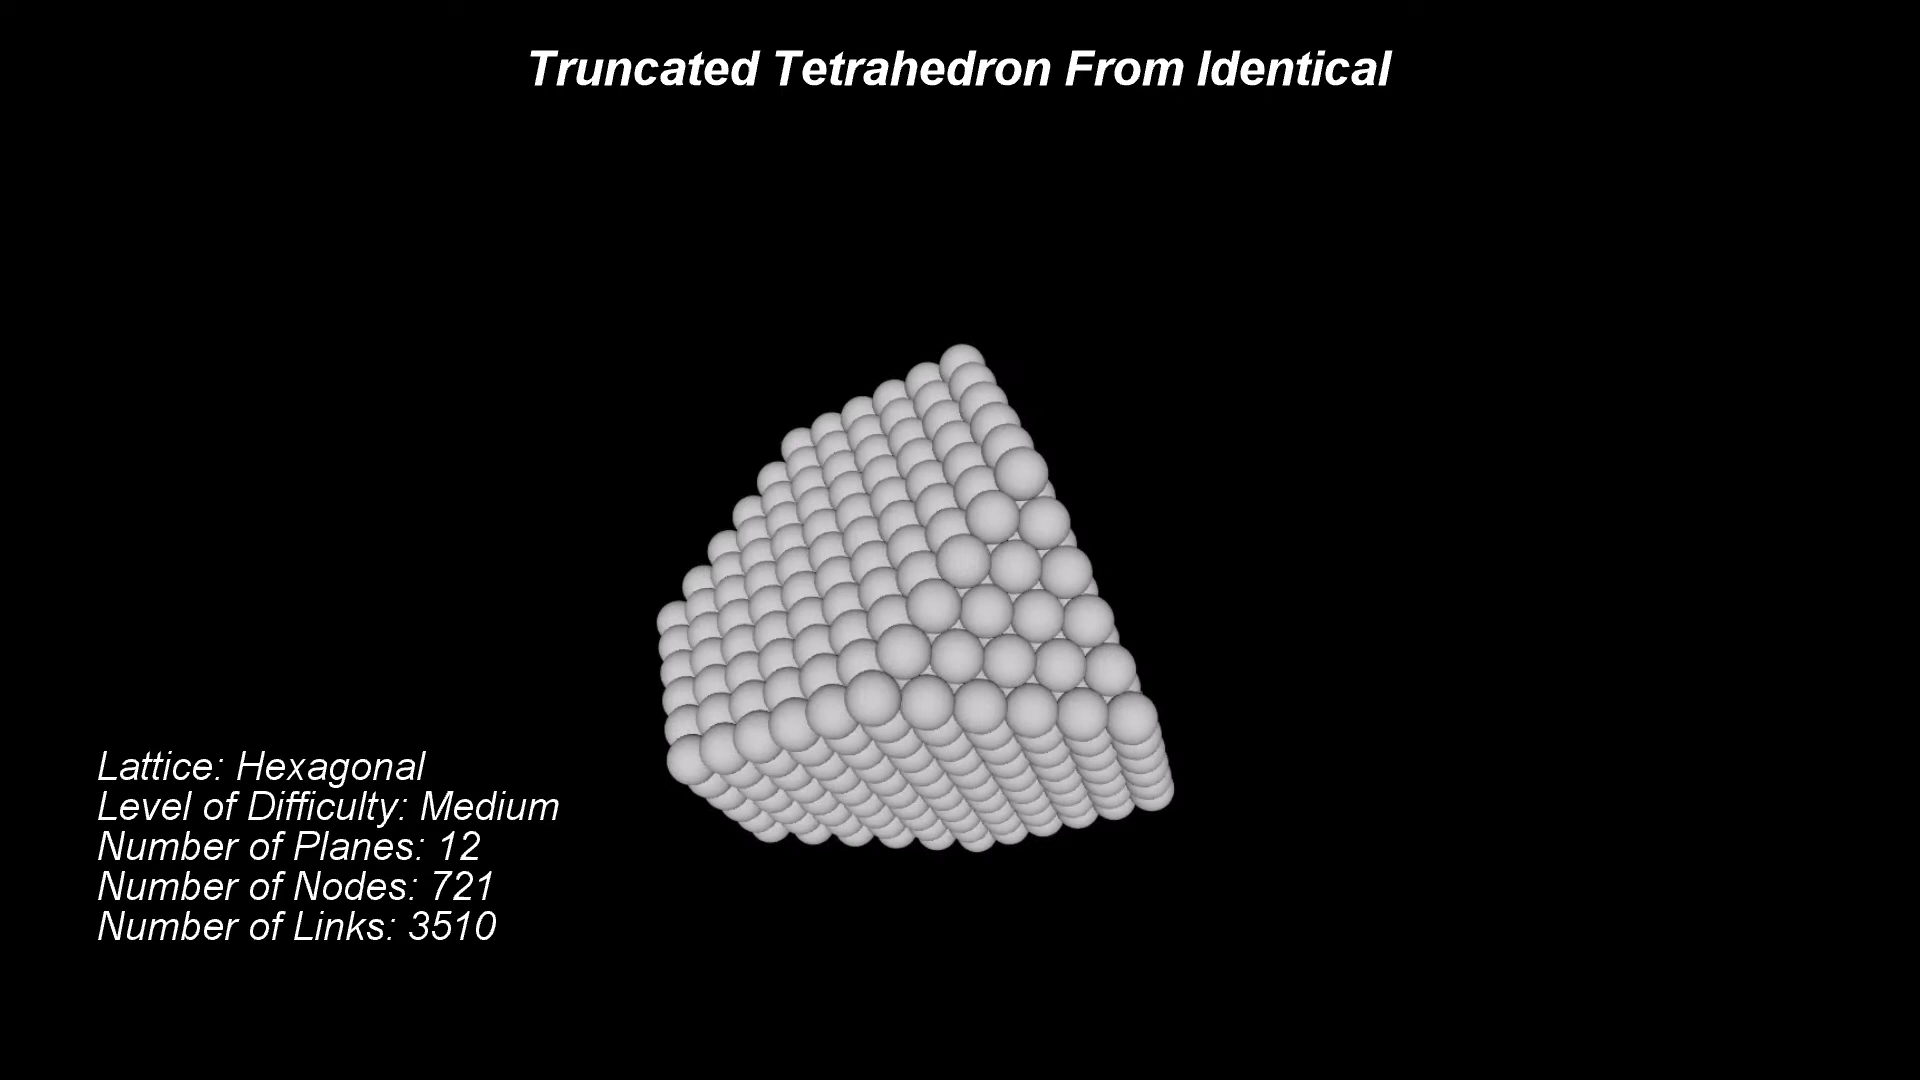 Truncated Tetrahedron From Identical
Lattice: Hexagonal
Level of Difficulty: Medium
Number of Planes: 12
Number of Nodes: 721
Number of Links: 3510